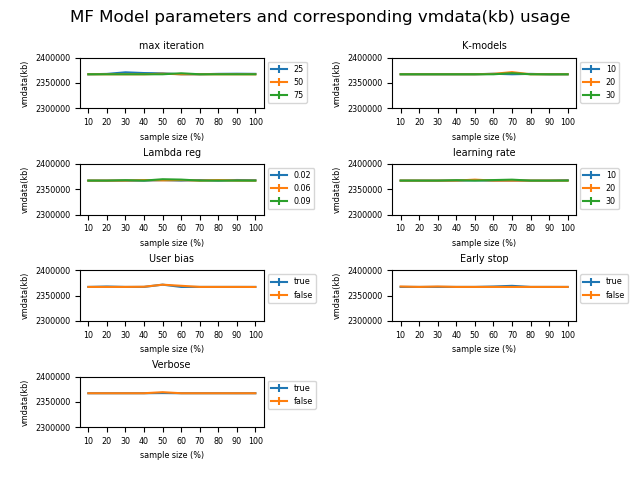 MF Model parameters and corresponding vmdata(kb) usage
max iteration
vmdata(kb)
2400000
2350000
2300000
10 20 30 40 50 60 70 80 90 100
sample size (%)
25
50
75
K-models
vmdata(kb)
2400000
2350000
2300000
10 20 30 40 50 60 70 80 90 100
sample size (%)
10
20
30
Lambda reg
vmdata(kb)
2400000
2350000
2300000
10 20 30 40 50 60 70 80 90 100
sample size (%)
0.02
0.06
0.09
learning rate
vmdata(kb)
2400000
2350000
2300000
10 20 30 40 50 60 70 80 90 100
sample size (%)
10
20
30
User bias
vmdata(kb)
2400000
2350000
2300000
10 20 30 40 50 60 70 80 90 100
sample size (%)
true
false
Early stop
vmdata(kb)
2400000
2350000
2300000
10 20 30 40 50 60 70 80 90 100
sample size (%)
true
false
Verbose
vmdata(kb)
2400000
2350000
2300000
10 20 30 40 50 60 70 80 90 100
sample size (%)
true
false